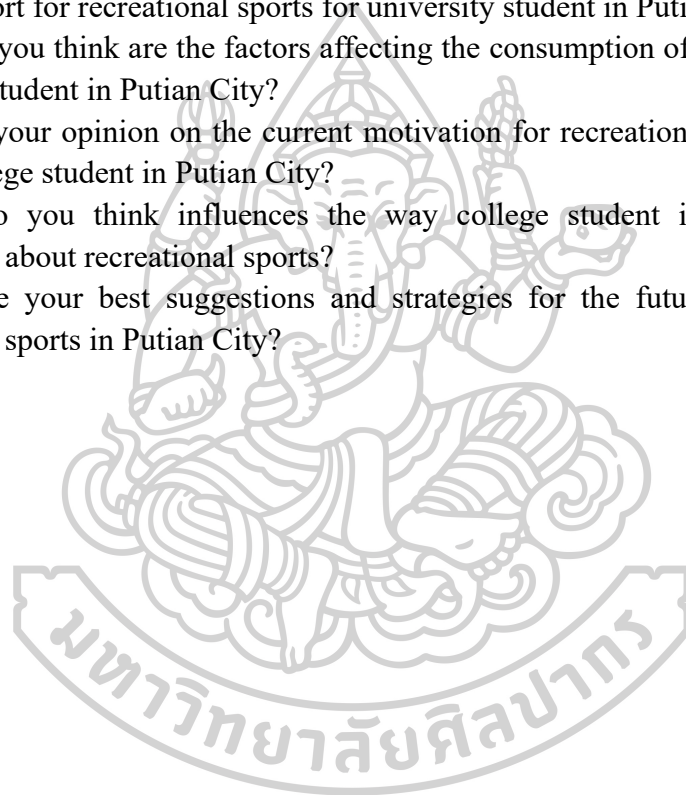 ort for recreational sports for university student in Puti
you think are the factors affecting the consumption of
tudent in Putian City?
your opinion on the current motivation for recreation
ege student in Putian City?
o you think influences the way college student i
about recreational sports?
e your best suggestions and strategies for the futu
sports in Putian City?
มหาวิทยาลัยศิลปากร